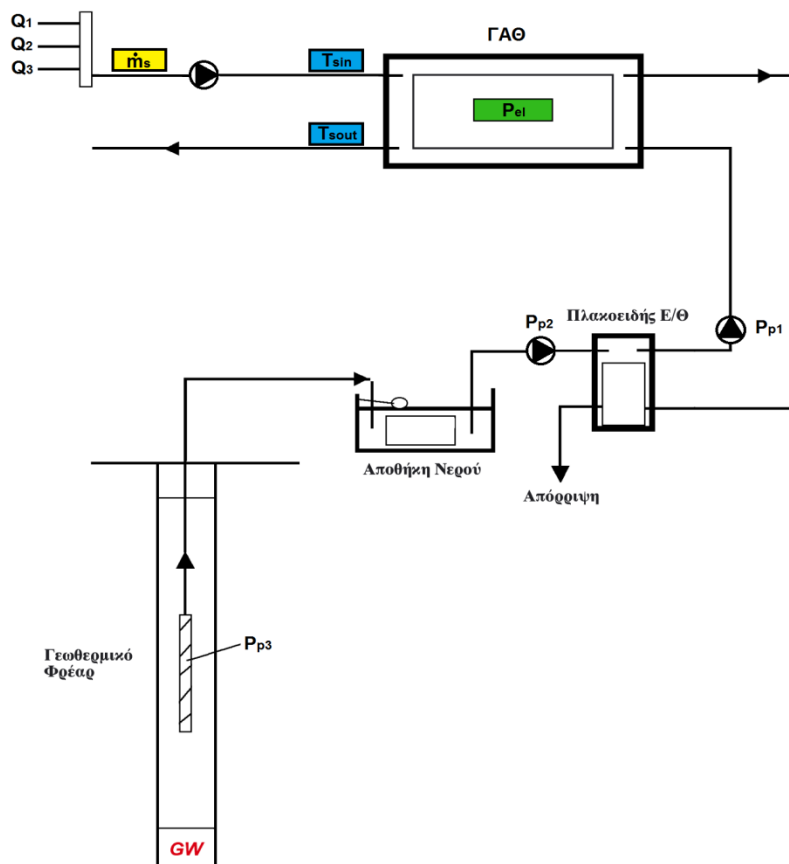 Q1
Q2
Q3
ṁs
Tsin
ΓΑΘ
Pel
Tsout
Πλακοειδής Ε/Θ
Pp2
Pp1
Αποθήκη Νερού
Απόρριψη
Pp3
Γεωθερμικό
Φρέαρ
GW